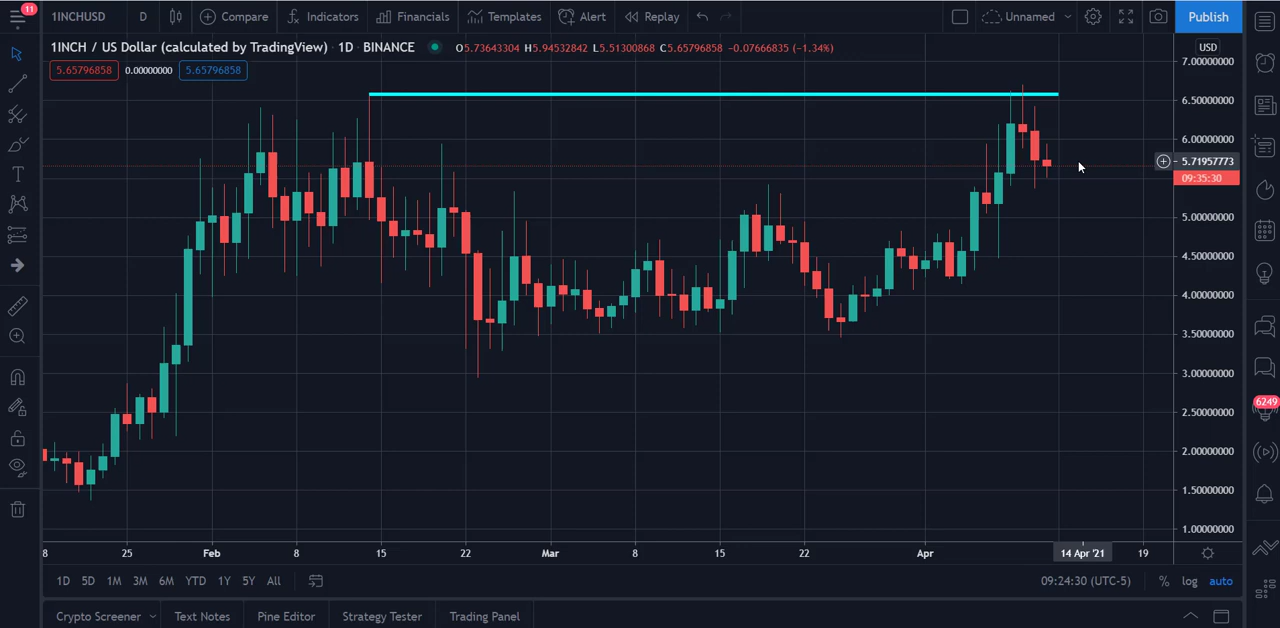 11
1INCHUSD D Compare Indicators Financials Templates Alert Replay Unnamed Publish
1INCH / US Dollar (calculated by TradingView) · 1D · BINANCE O5.73643304 H5.94532842 L5.51300868 C5.65796858 -0.07666835 (-1.34%)
USD
5.65796858 0.00000000 5.65796858
7.00000000
6.50000000
6.00000000
5.71957773
09:35:30
5.00000000
4.50000000
4.00000000
3.50000000
3.00000000
2.50000000
2.00000000
1.50000000
1.00000000
6249
8 25 Feb 8 15 22 Mar 8 15 22 Apr 14 Apr '21 19
1D 5D 1M 3M 6M YTD 1Y 5Y All 09:24:30 (UTC-5) % log auto
Crypto Screener Text Notes Pine Editor Strategy Tester Trading Panel